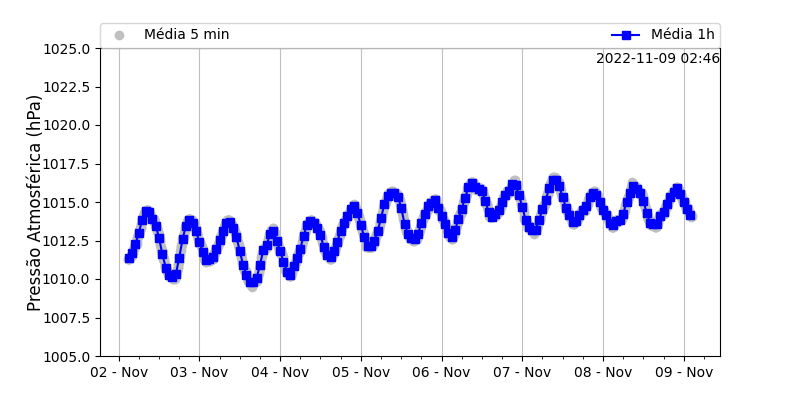 Média 5 min
Média 1h
2022-11-09 02:46
Pressão Atmosférica (hPa)
1025.0
1022.5
1020.0
1017.5
1015.0
1012.5
1010.0
1007.5
1005.0
02 - Nov
03 - Nov
04 - Nov
05 - Nov
06 - Nov
07 - Nov
08 - Nov
09 - Nov